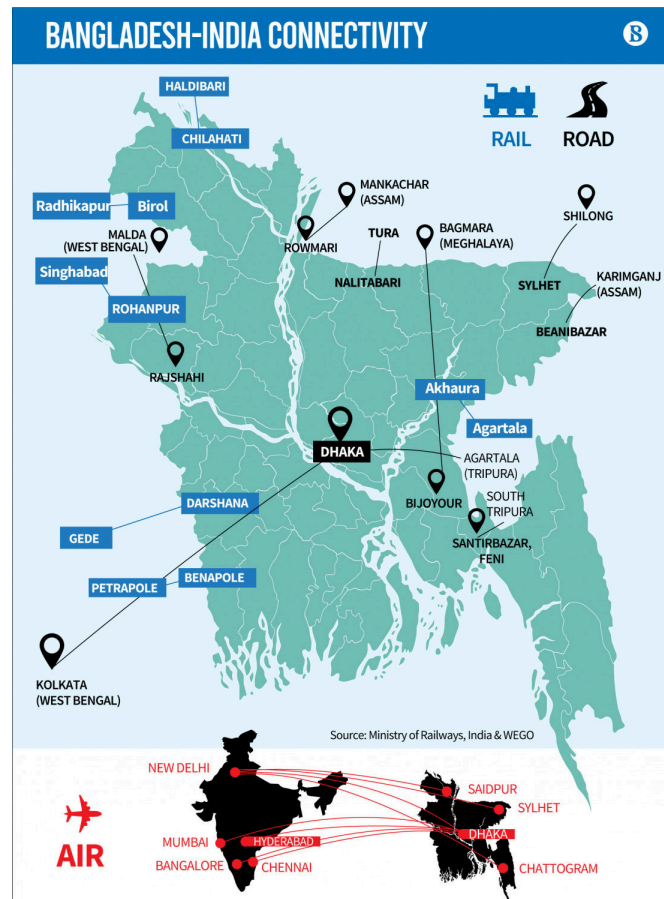 BANGLADESH-INDIA CONNECTIVITY
B
HALDIBARI
CHILAHATI
RAIL
ROAD
Radhikapur
Birol
MALDA
(WEST BENGAL)
MANKACHAR
(ASSAM)
ROWMARI
TURA
NALITABARI
BAGMARA
(MEGHALAYA)
SHILONG
SYLHET
KARIMGANJ
(ASSAM)
BEANIBAZAR
Singhabad
ROHANPUR
RAJSHAHI
Akhaura
Agartala
DHAKA
AGARTALA
(TRIPURA)
BIJOYOUR
SOUTH
TRIPURA
SANTIRBAZAR,
FENI
DARSHANA
GEDE
PETRAPOLE
BENAPOLE
KOLKATA
(WEST BENGAL)
Source: Ministry of Railways, India & WEGO
AIR
NEW DELHI
MUMBAI
HYDERABAD
BANGALORE
CHENNAI
SAIDPUR
SYLHET
DHAKA
CHATTOGRAM